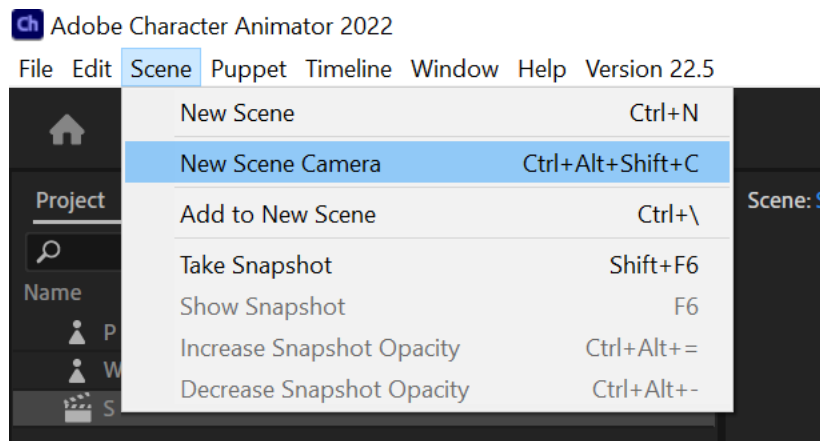 Ch Adobe Character Animator 2022
File Edit Scene Puppet Timeline Window Help Version 22.5
New Scene Ctrl+N
New Scene Camera Ctrl+Alt+Shift+C
Project
Add to New Scene Ctrl+\
Scene: S
Take Snapshot Shift+F6
Name
Show Snapshot F6
P
Increase Snapshot Opacity Ctrl+Alt+=
W
Decrease Snapshot Opacity Ctrl+Alt+-
S